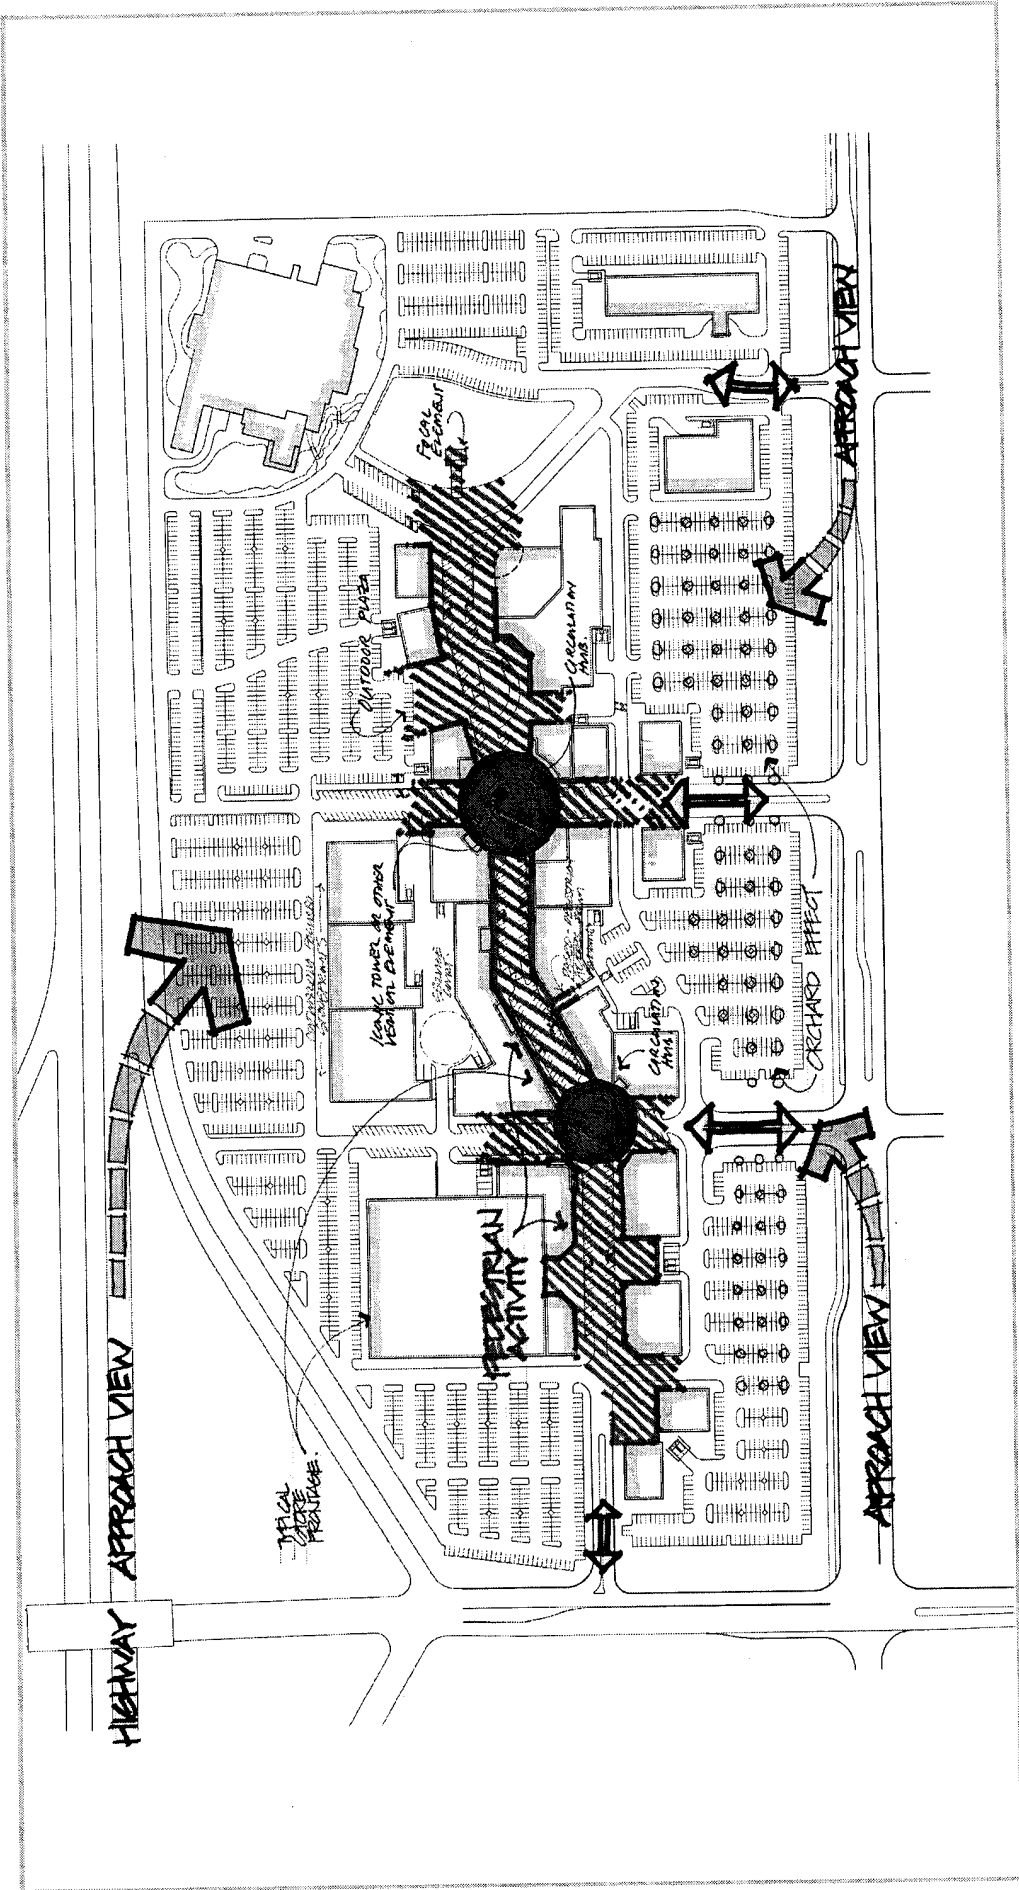 HIGHWAY APPROACH VIEW
TYPICAL
STORE
FRONTAGE.
ICONIC TOWER OR OTHER
VERTICAL ELEMENT
OUTDOOR PLAZA
FOCAL
ELEMENT
PEDESTRIAN
ACTIVITY
CIRCULATION
HUB.
CIRCULATION
HUB.
ORCHARD EFFECT
APPROACH VIEW
APPROACH VIEW